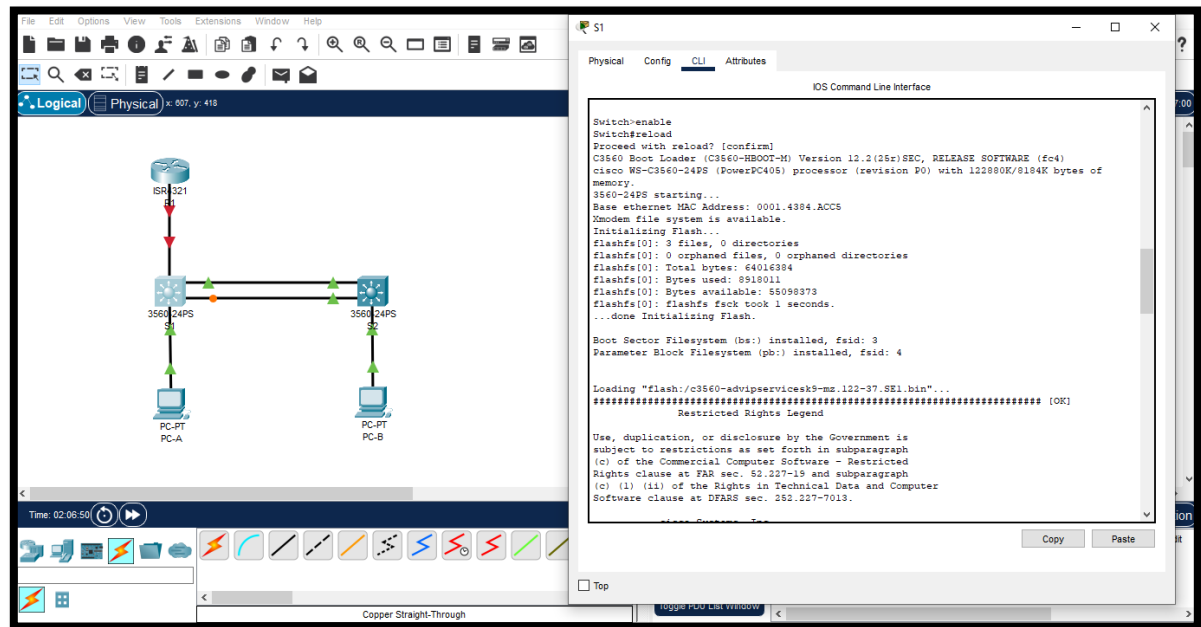 File Edit Options View Tools Extensions Window Help
?
Logical Physical x: 607, y: 418
7:00
ISR4321
R1
3560-24PS
S1
3560-24PS
S2
PC-PT
PC-A
PC-PT
PC-B
Time: 02:06:50
Copper Straight-Through
S1
Physical Config CLI Attributes
IOS Command Line Interface
Switch>enable
Switch#reload
Proceed with reload? [confirm]
C3560 Boot Loader (C3560-HBOOT-M) Version 12.2(25r)SEC, RELEASE SOFTWARE (fc4)
cisco WS-C3560-24PS (PowerPC405) processor (revision P0) with 122880K/8184K bytes of
memory.
3560-24PS starting...
Base ethernet MAC Address: 0001.4384.ACC5
Xmodem file system is available.
Initializing Flash...
flashfs[0]: 3 files, 0 directories
flashfs[0]: 0 orphaned files, 0 orphaned directories
flashfs[0]: Total bytes: 64016384
flashfs[0]: Bytes used: 8918011
flashfs[0]: Bytes available: 55098373
flashfs[0]: flashfs fsck took 1 seconds.
...done Initializing Flash.
Boot Sector Filesystem (bs:) installed, fsid: 3
Parameter Block Filesystem (pb:) installed, fsid: 4
Loading "flash:/c3560-advipservicesk9-mz.122-37.SE1.bin"...
########################################################################## [OK]
Restricted Rights Legend
Use, duplication, or disclosure by the Government is
subject to restrictions as set forth in subparagraph
(c) of the Commercial Computer Software - Restricted
Rights clause at FAR sec. 52.227-19 and subparagraph
(c) (1) (ii) of the Rights in Technical Data and Computer
Software clause at DFARS sec. 252.227-7013.
cisco Systems, Inc.
Copy Paste
Top
Toggle PDU List Window